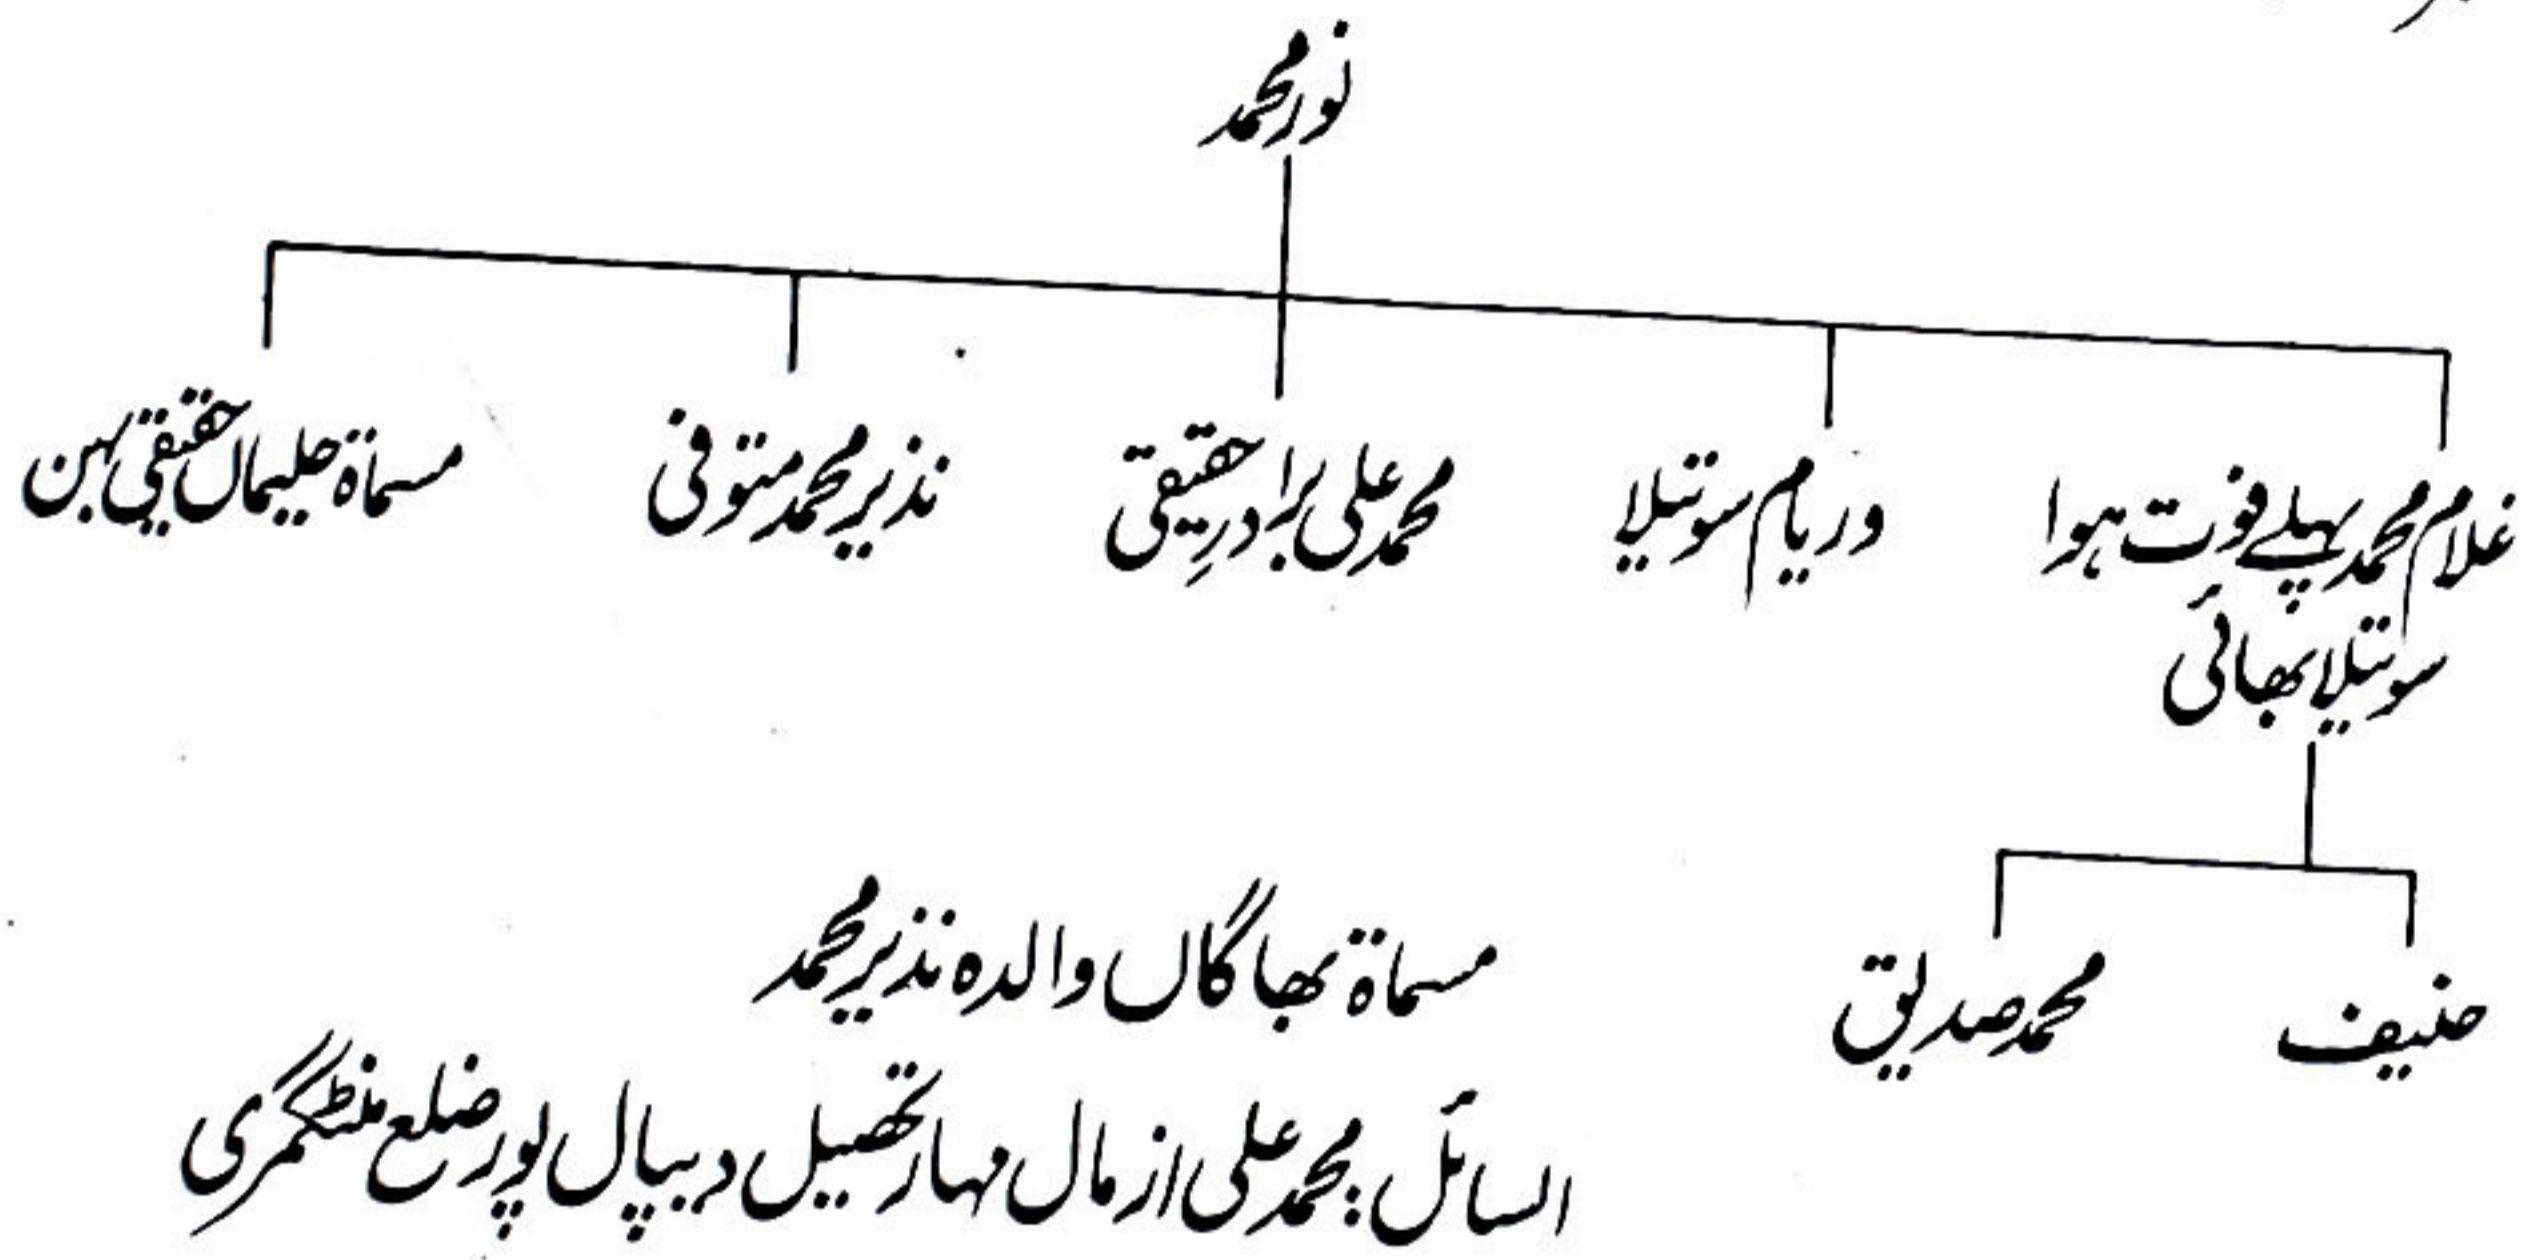 نور محمد
غلام محمد پہلے فوت ہوا
سوتیلا بھائی
وریام سوتیلا
محمد علی برادرِ حقیقی
نذیر محمد متوفی
مسماۃ حلیماں حقیقی بہن
حنیف
محمد صدیق
مسماۃ بھاگاں والدہ نذیر محمد
السائل: محمد علی از مال مہار تحصیل دیپال پور ضلع منٹگمری